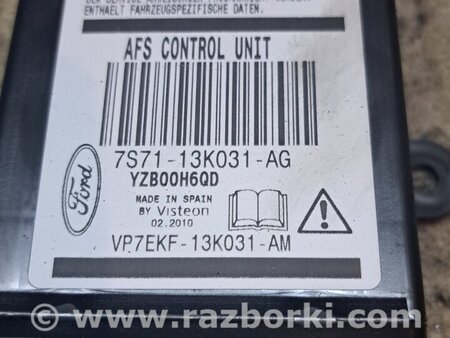 ENTHAELT FAHRZEUGSPEZIFISCHE DATEN.
AFS CONTROL UNIT
7S71-13K031-AG
YZB00H6QD
Ford
MADE IN SPAIN
BY Visteon
02.2010
VP7EKF-13K031-AM
www.razborki.com